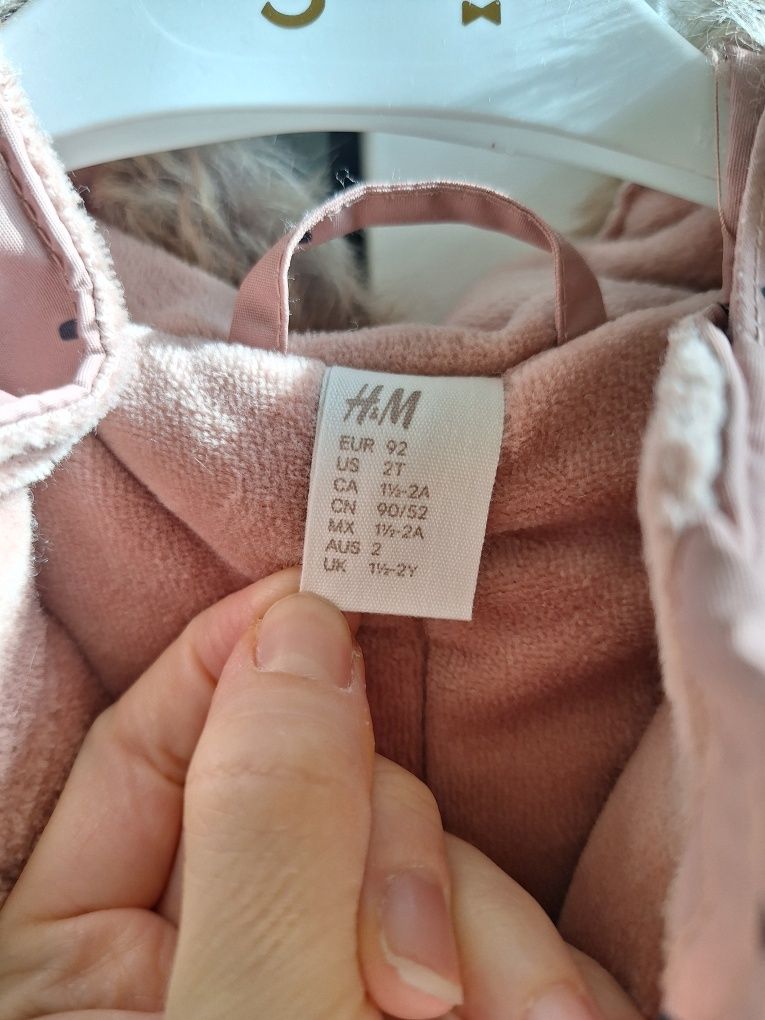 H&M
EUR 92
US 2T
CA 1½-2A
CN 90/52
MX 1½-2A
AUS 2
UK 1½-2Y